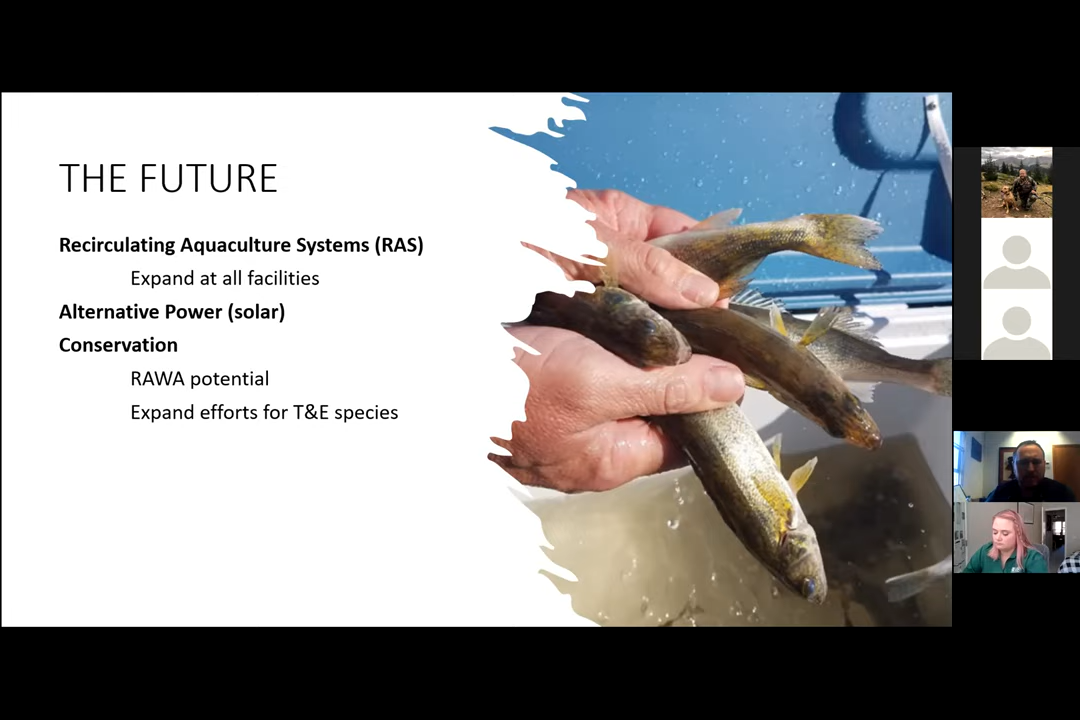 THE FUTURE
Recirculating Aquaculture Systems (RAS)
Expand at all facilities
Alternative Power (solar)
Conservation
RAWA potential
Expand efforts for T&E species